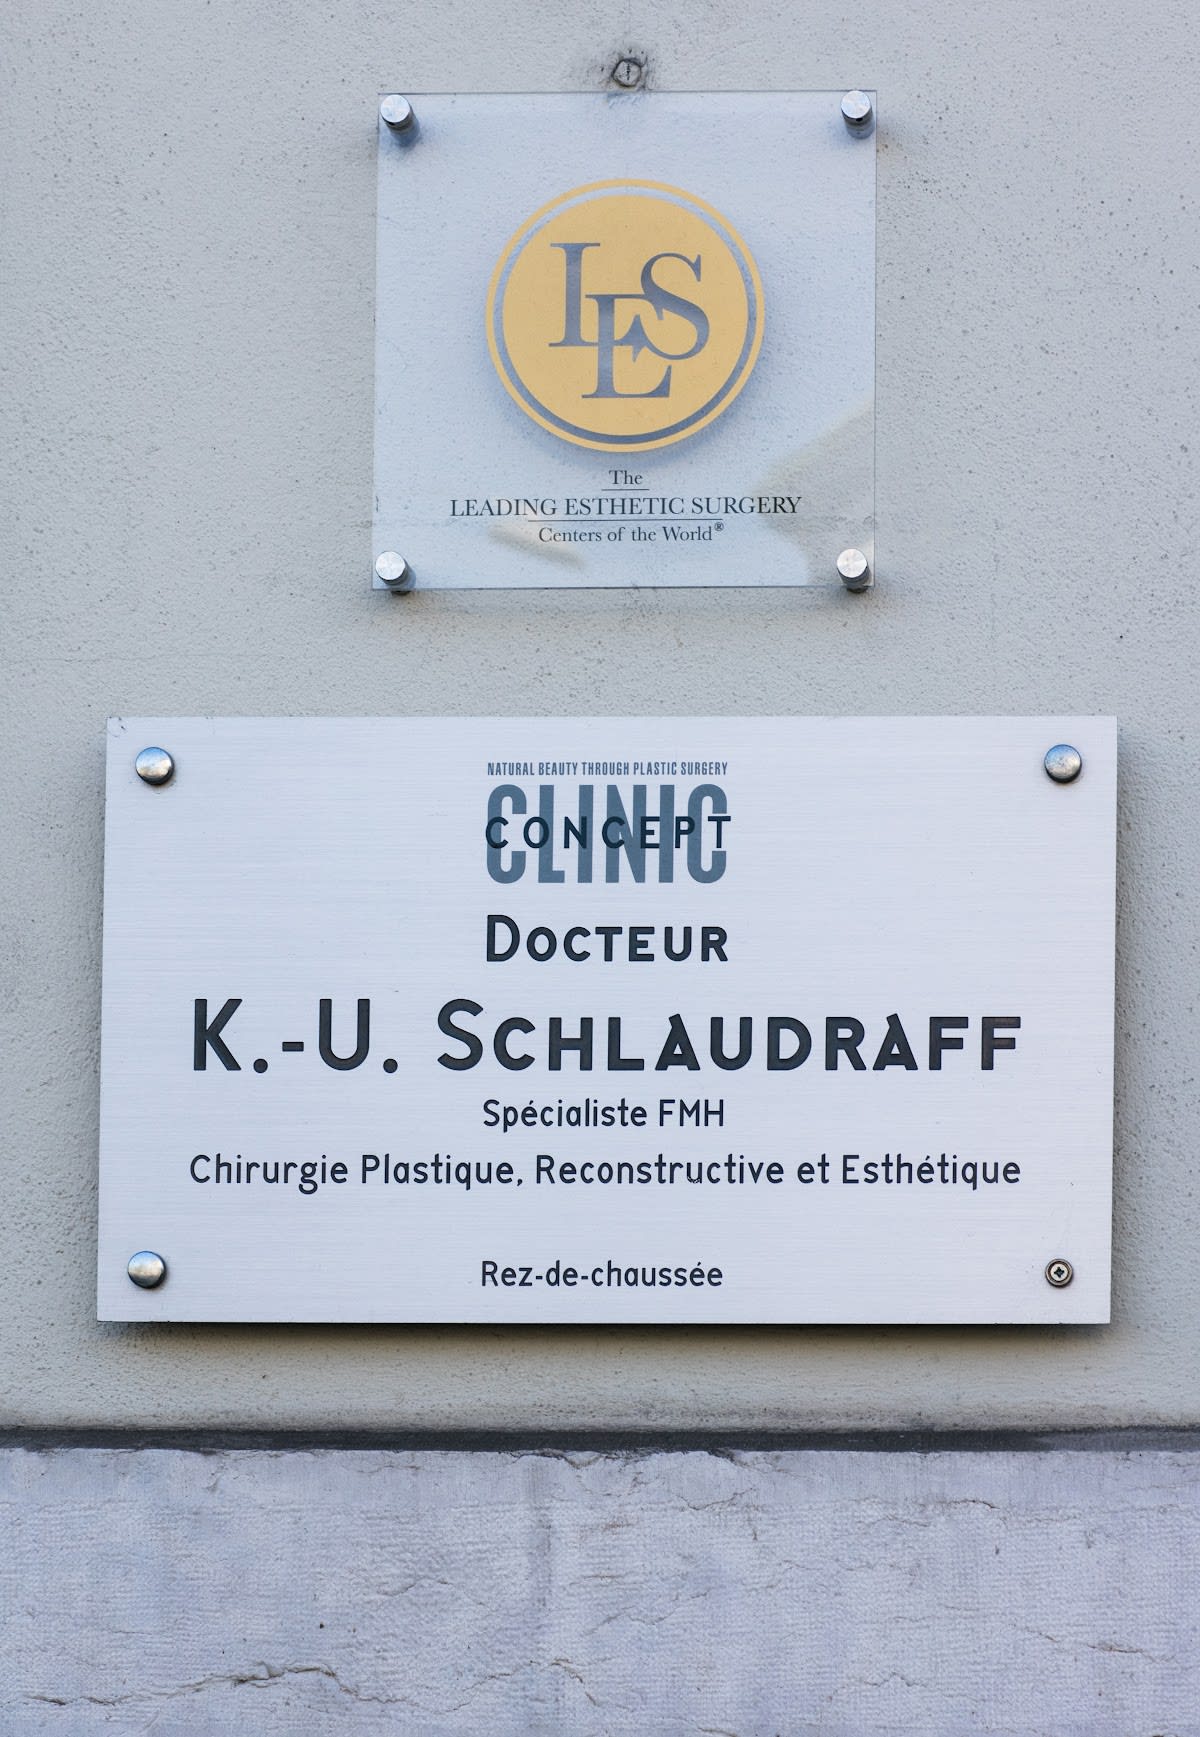 LES
The
LEADING ESTHETIC SURGERY
Centers of the World®
NATURAL BEAUTY THROUGH PLASTIC SURGERY
CLINIC
CONCEPT
DOCTEUR
K.-U. SCHLAUDRAFF
Spécialiste FMH
Chirurgie Plastique, Reconstructive et Esthétique
Rez-de-chaussée